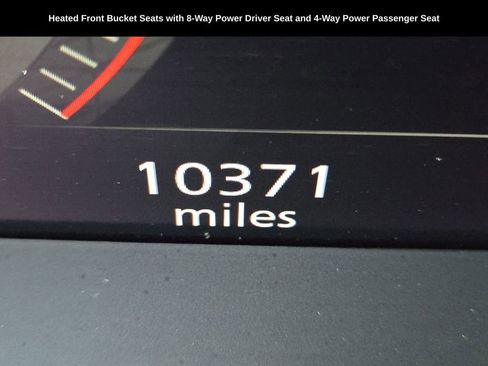 Heated Front Bucket Seats with 8-Way Power Driver Seat and 4-Way Power Passenger Seat
10371
miles